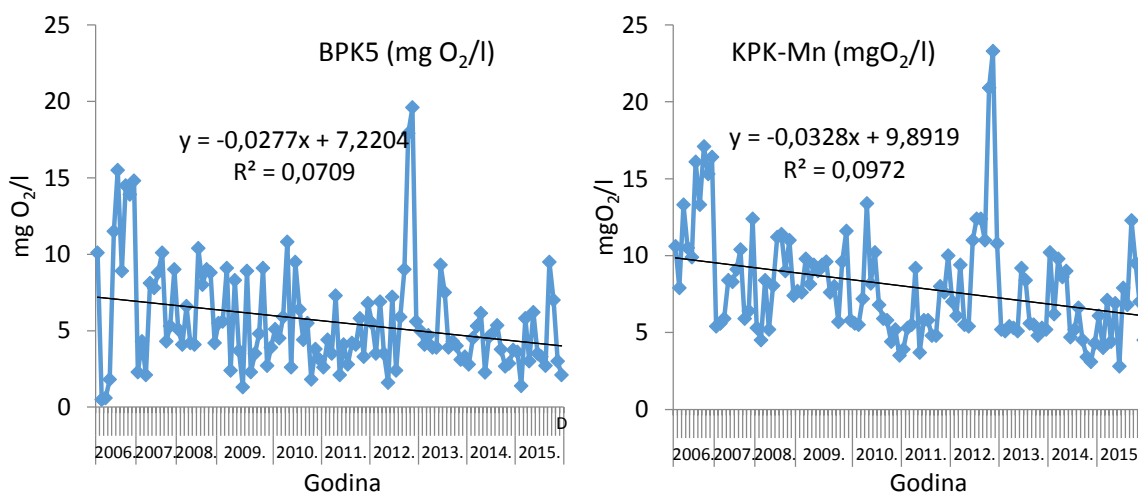 BPK5 (mg O₂/l)
y = -0,0277x + 7,2204
R² = 0,0709
mg O₂/l
25
20
15
10
5
0
D
2006. 2007. 2008. 2009. 2010. 2011. 2012. 2013. 2014. 2015.
Godina
KPK-Mn (mgO₂/l)
y = -0,0328x + 9,8919
R² = 0,0972
mgO₂/l
25
20
15
10
5
0
2006. 2007. 2008. 2009. 2010. 2011. 2012. 2013. 2014. 2015.
Godina